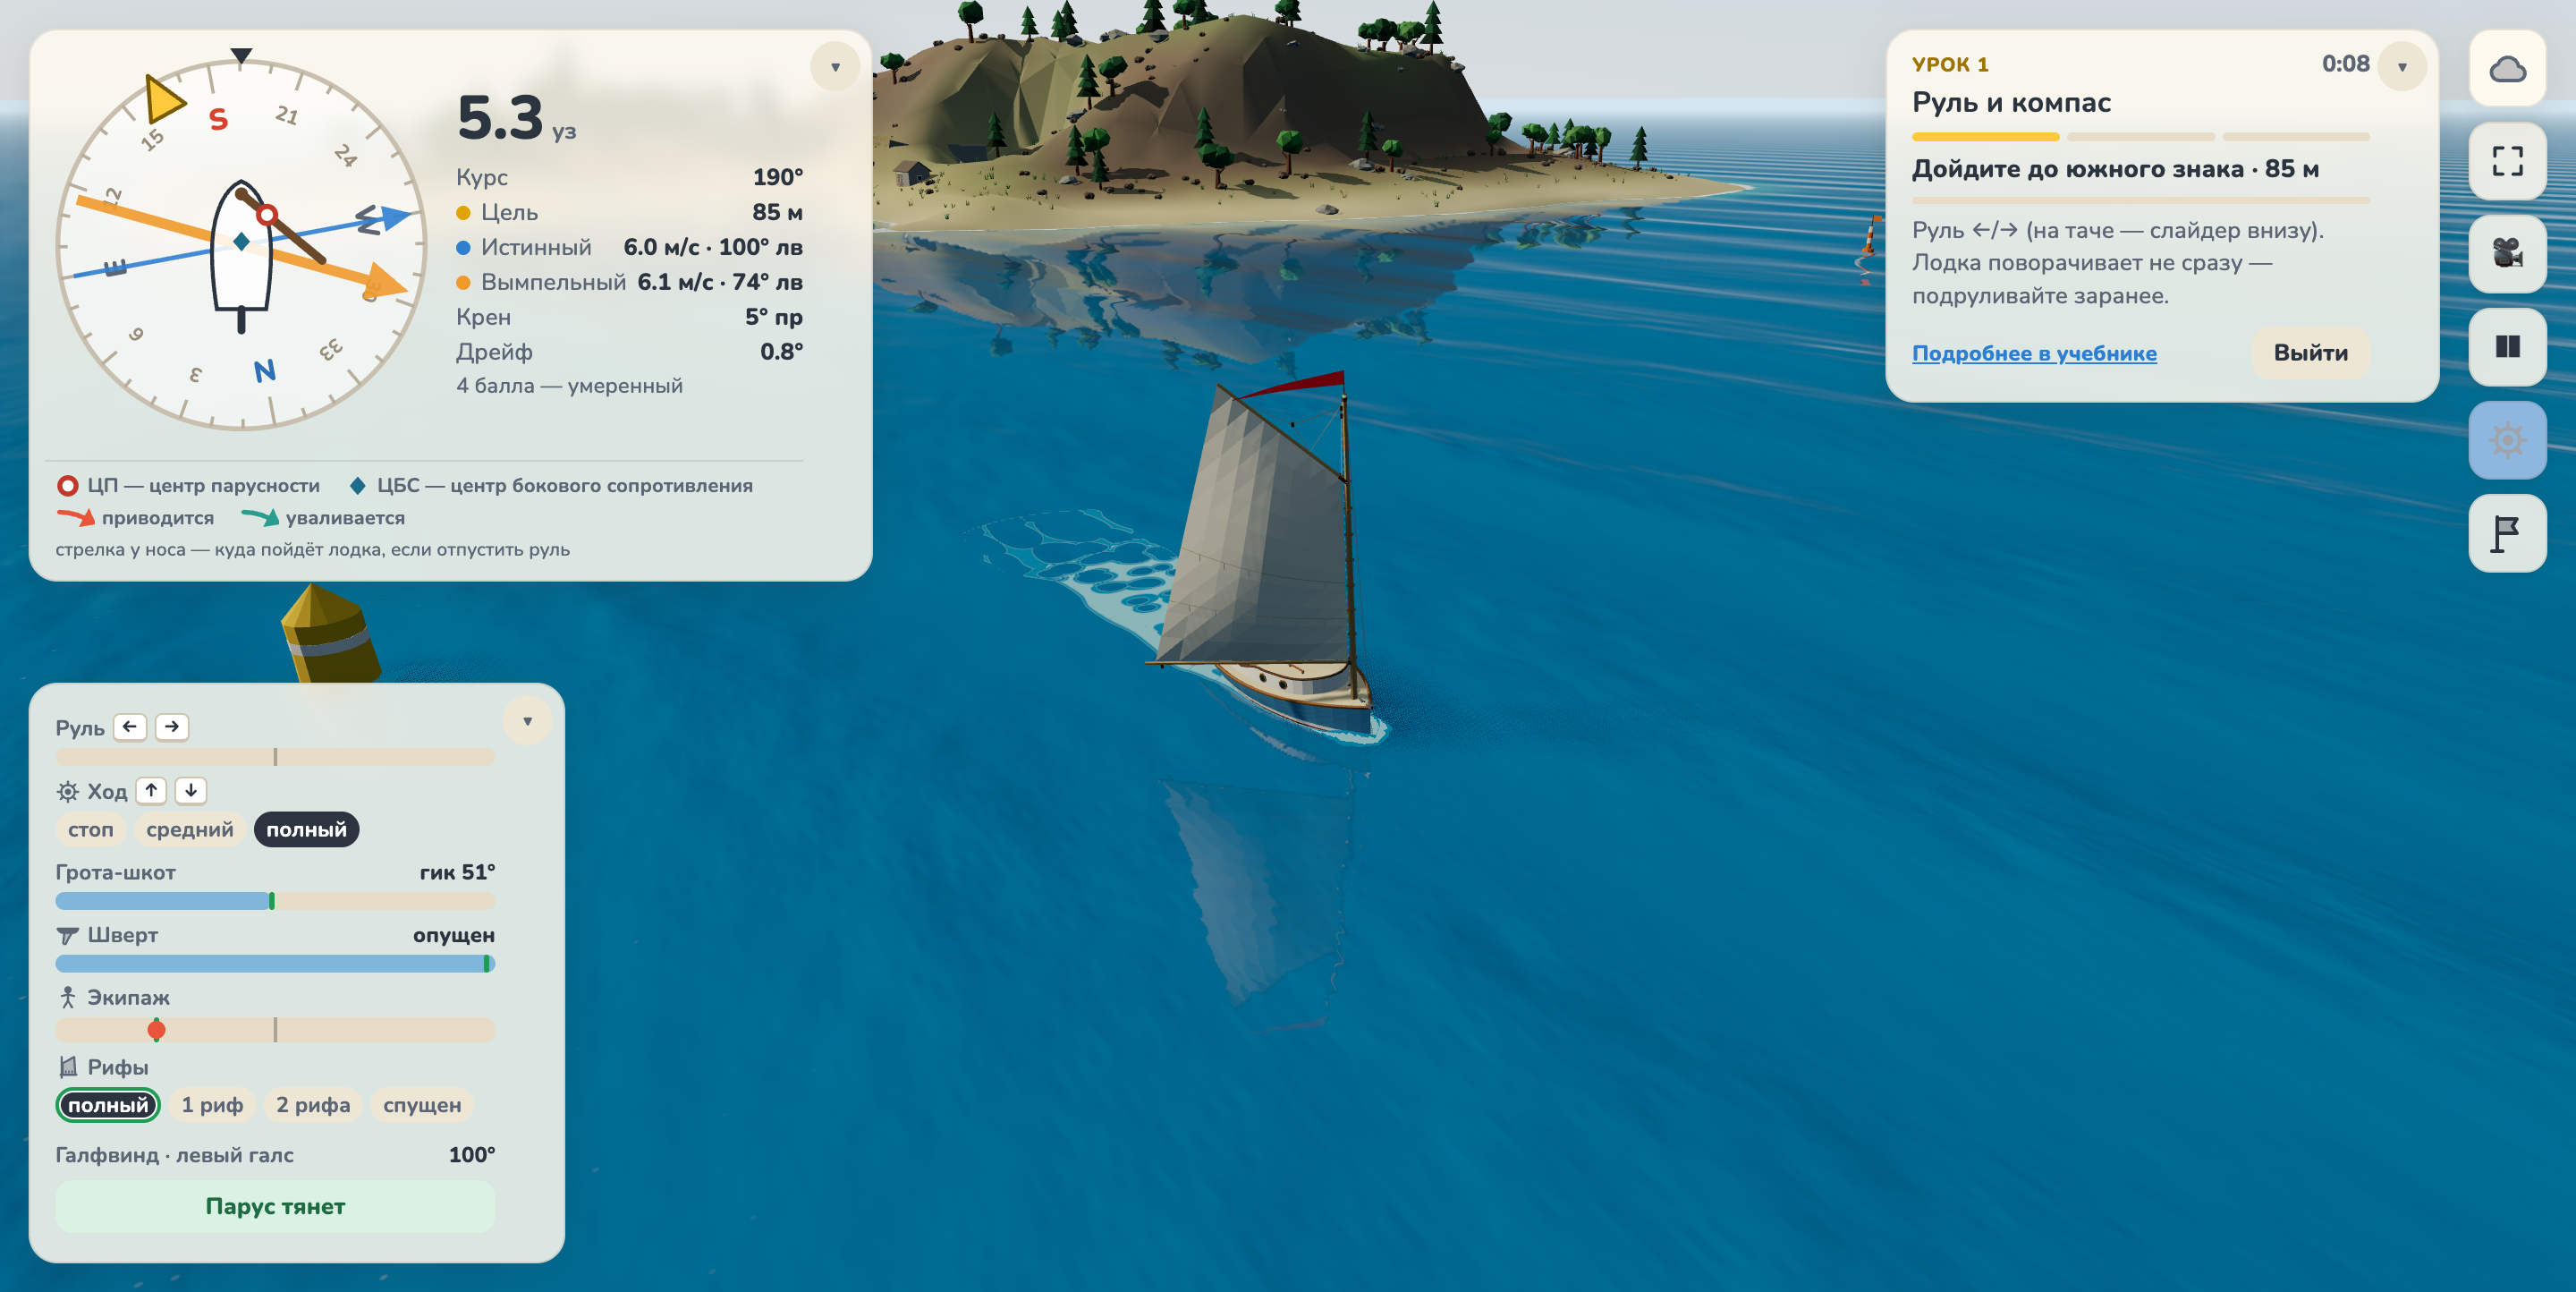 S
21
24
W
30
33
N
3
6
E
12
15
5.3 уз
Курс 190°
Цель 85 м
Истинный 6.0 м/с · 100° лв
Вымпельный 6.1 м/с · 74° лв
Крен 5° пр
Дрейф 0.8°
4 балла — умеренный
ЦП — центр парусности ЦБС — центр бокового сопротивления
приводится уваливается
стрелка у носа — куда пойдёт лодка, если отпустить руль
УРОК 1 0:08
Руль и компас
Дойдите до южного знака · 85 м
Руль ←/→ (на таче — слайдер внизу).
Лодка поворачивает не сразу —
подруливайте заранее.
Подробнее в учебнике Выйти
Руль ← →
Ход ↑ ↓
стоп средний полный
Грота-шкот гик 51°
Шверт опущен
Экипаж
Рифы
полный 1 риф 2 рифа спущен
Галфвинд · левый галс 100°
Парус тянет